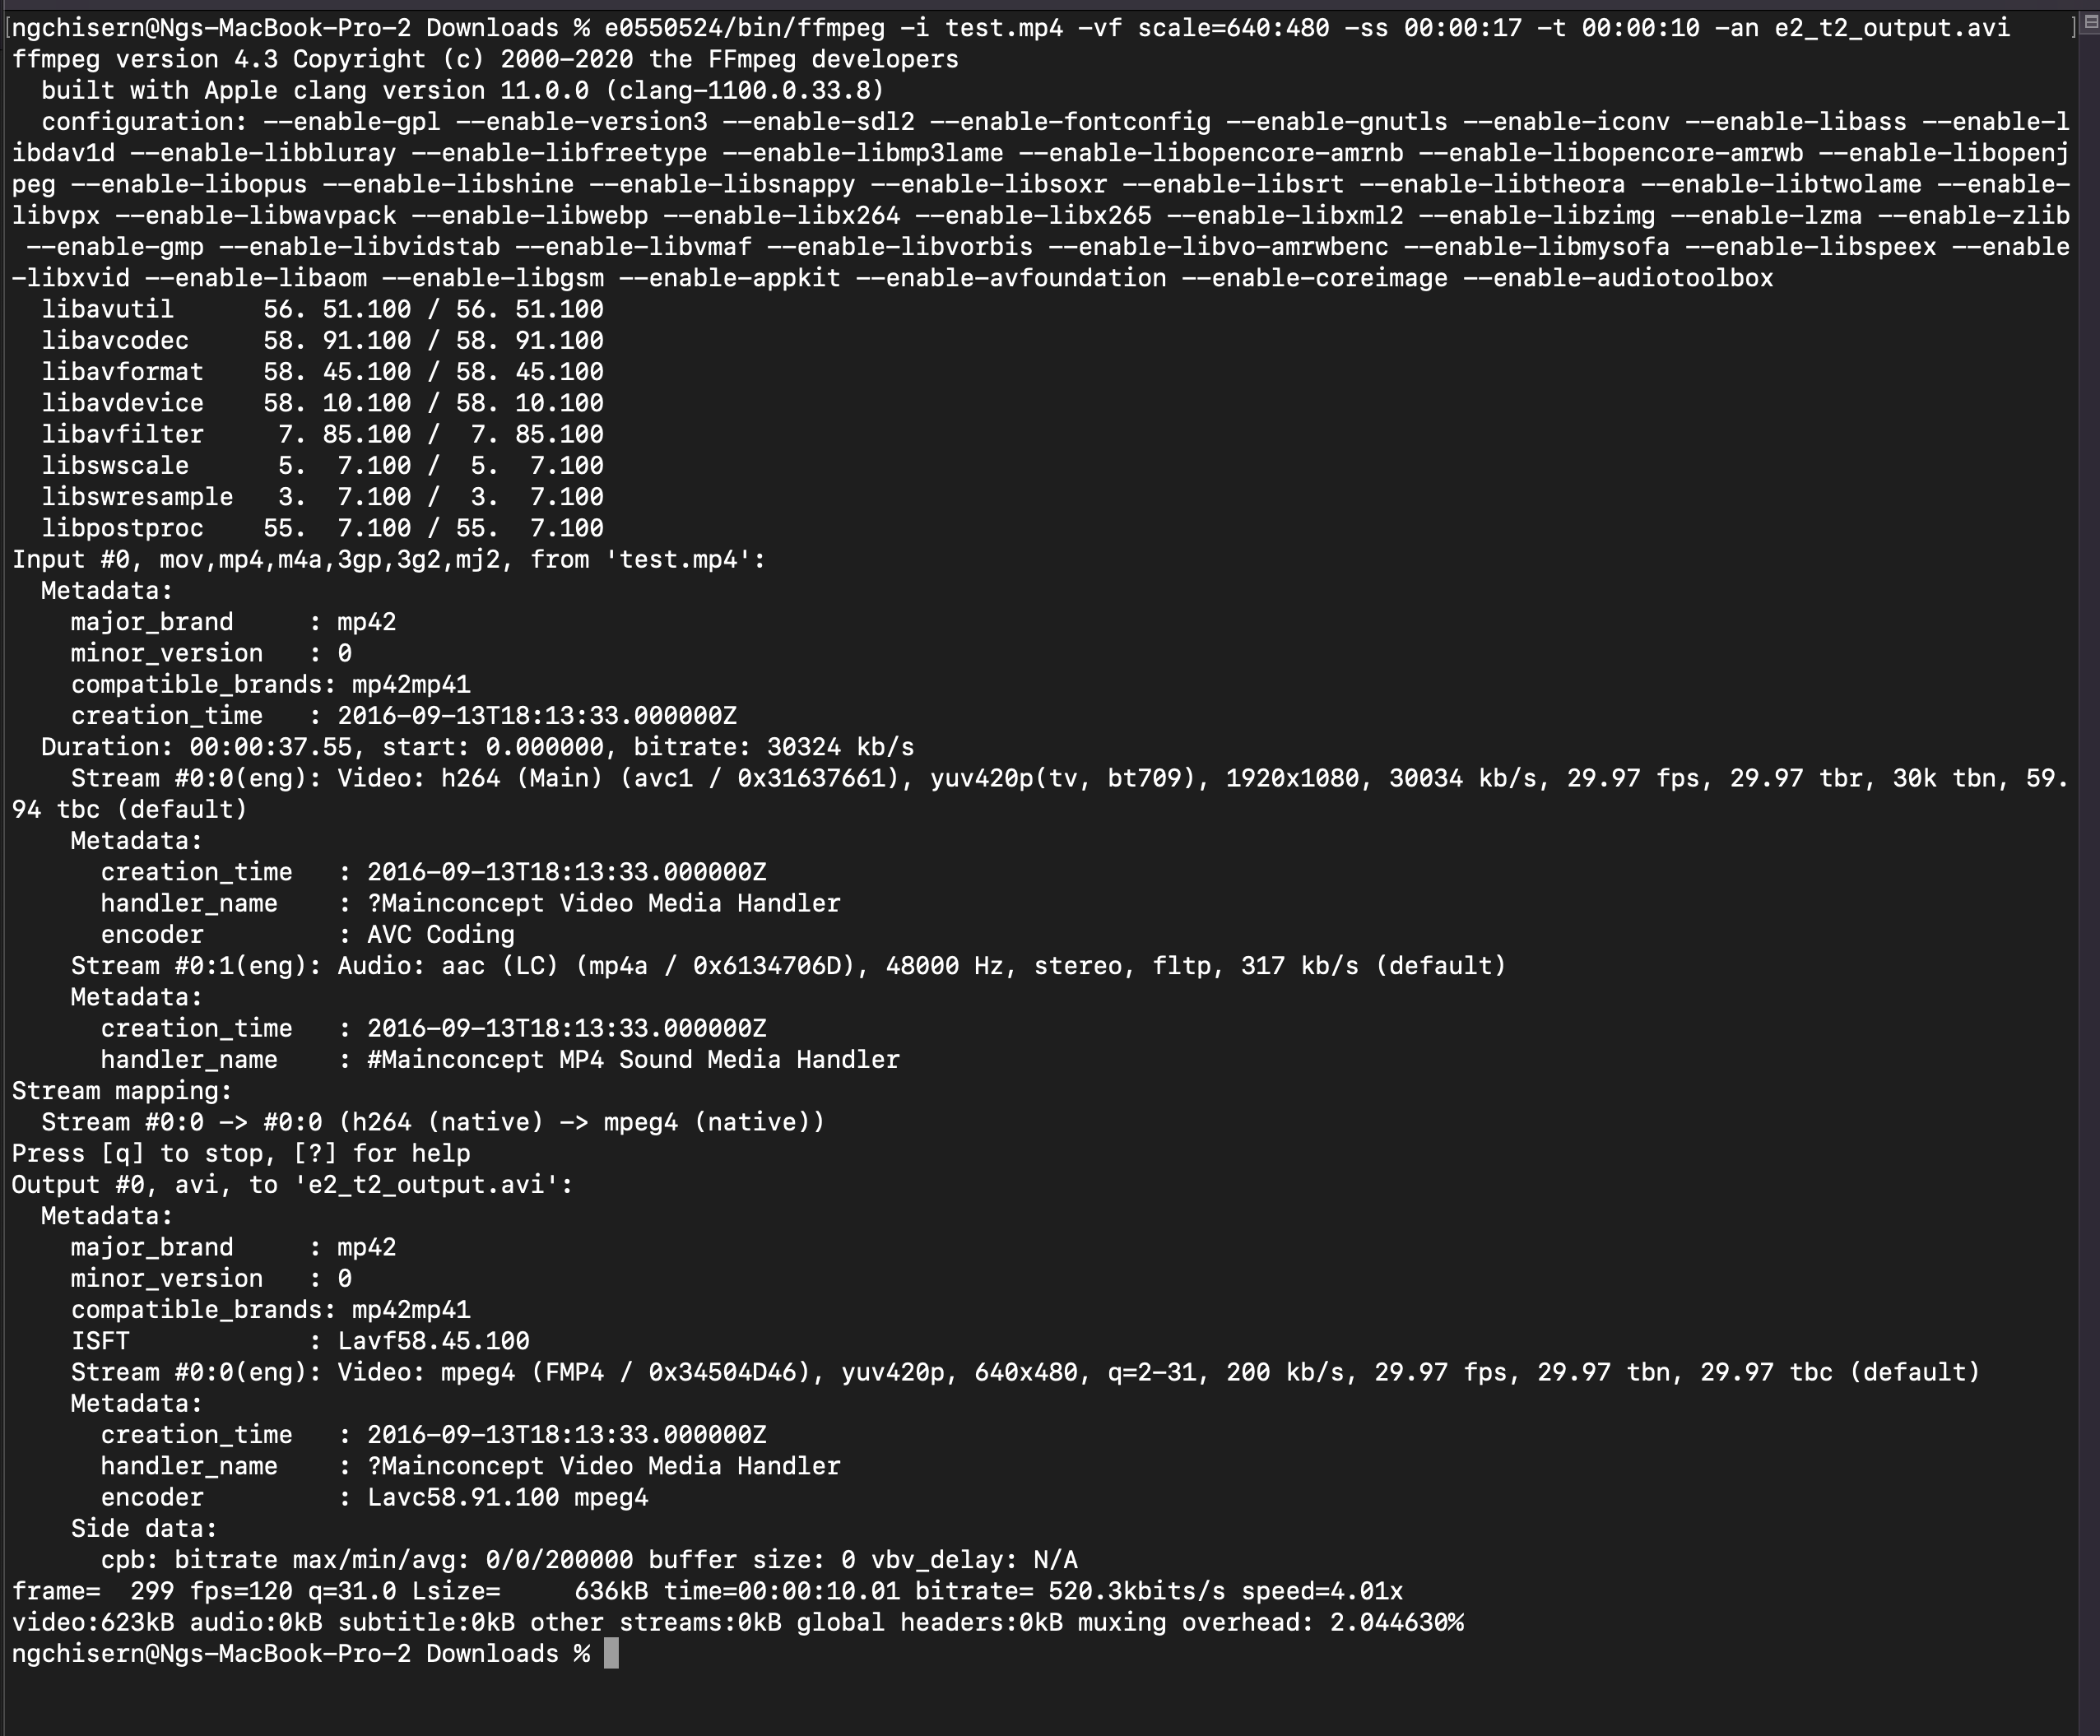 [ngchisern@Ngs-MacBook-Pro-2 Downloads % e0550524/bin/ffmpeg -i test.mp4 -vf scale=640:480 -ss 00:00:17 -t 00:00:10 -an e2_t2_output.avi    ]
ffmpeg version 4.3 Copyright (c) 2000-2020 the FFmpeg developers
  built with Apple clang version 11.0.0 (clang-1100.0.33.8)
  configuration: --enable-gpl --enable-version3 --enable-sdl2 --enable-fontconfig --enable-gnutls --enable-iconv --enable-libass --enable-l
ibdav1d --enable-libbluray --enable-libfreetype --enable-libmp3lame --enable-libopencore-amrnb --enable-libopencore-amrwb --enable-libopenj
peg --enable-libopus --enable-libshine --enable-libsnappy --enable-libsoxr --enable-libsrt --enable-libtheora --enable-libtwolame --enable-
libvpx --enable-libwavpack --enable-libwebp --enable-libx264 --enable-libx265 --enable-libxml2 --enable-libzimg --enable-lzma --enable-zlib
 --enable-gmp --enable-libvidstab --enable-libvmaf --enable-libvorbis --enable-libvo-amrwbenc --enable-libmysofa --enable-libspeex --enable
-libxvid --enable-libaom --enable-libgsm --enable-appkit --enable-avfoundation --enable-coreimage --enable-audiotoolbox
  libavutil      56. 51.100 / 56. 51.100
  libavcodec     58. 91.100 / 58. 91.100
  libavformat    58. 45.100 / 58. 45.100
  libavdevice    58. 10.100 / 58. 10.100
  libavfilter     7. 85.100 /  7. 85.100
  libswscale      5.  7.100 /  5.  7.100
  libswresample   3.  7.100 /  3.  7.100
  libpostproc    55.  7.100 / 55.  7.100
Input #0, mov,mp4,m4a,3gp,3g2,mj2, from 'test.mp4':
  Metadata:
    major_brand     : mp42
    minor_version   : 0
    compatible_brands: mp42mp41
    creation_time   : 2016-09-13T18:13:33.000000Z
  Duration: 00:00:37.55, start: 0.000000, bitrate: 30324 kb/s
    Stream #0:0(eng): Video: h264 (Main) (avc1 / 0x31637661), yuv420p(tv, bt709), 1920x1080, 30034 kb/s, 29.97 fps, 29.97 tbr, 30k tbn, 59.
94 tbc (default)
    Metadata:
      creation_time   : 2016-09-13T18:13:33.000000Z
      handler_name    : ?Mainconcept Video Media Handler
      encoder         : AVC Coding
    Stream #0:1(eng): Audio: aac (LC) (mp4a / 0x6134706D), 48000 Hz, stereo, fltp, 317 kb/s (default)
    Metadata:
      creation_time   : 2016-09-13T18:13:33.000000Z
      handler_name    : #Mainconcept MP4 Sound Media Handler
Stream mapping:
  Stream #0:0 -> #0:0 (h264 (native) -> mpeg4 (native))
Press [q] to stop, [?] for help
Output #0, avi, to 'e2_t2_output.avi':
  Metadata:
    major_brand     : mp42
    minor_version   : 0
    compatible_brands: mp42mp41
    ISFT            : Lavf58.45.100
    Stream #0:0(eng): Video: mpeg4 (FMP4 / 0x34504D46), yuv420p, 640x480, q=2-31, 200 kb/s, 29.97 fps, 29.97 tbn, 29.97 tbc (default)
    Metadata:
      creation_time   : 2016-09-13T18:13:33.000000Z
      handler_name    : ?Mainconcept Video Media Handler
      encoder         : Lavc58.91.100 mpeg4
    Side data:
      cpb: bitrate max/min/avg: 0/0/200000 buffer size: 0 vbv_delay: N/A
frame=  299 fps=120 q=31.0 Lsize=     636kB time=00:00:10.01 bitrate= 520.3kbits/s speed=4.01x
video:623kB audio:0kB subtitle:0kB other streams:0kB global headers:0kB muxing overhead: 2.044630%
ngchisern@Ngs-MacBook-Pro-2 Downloads %